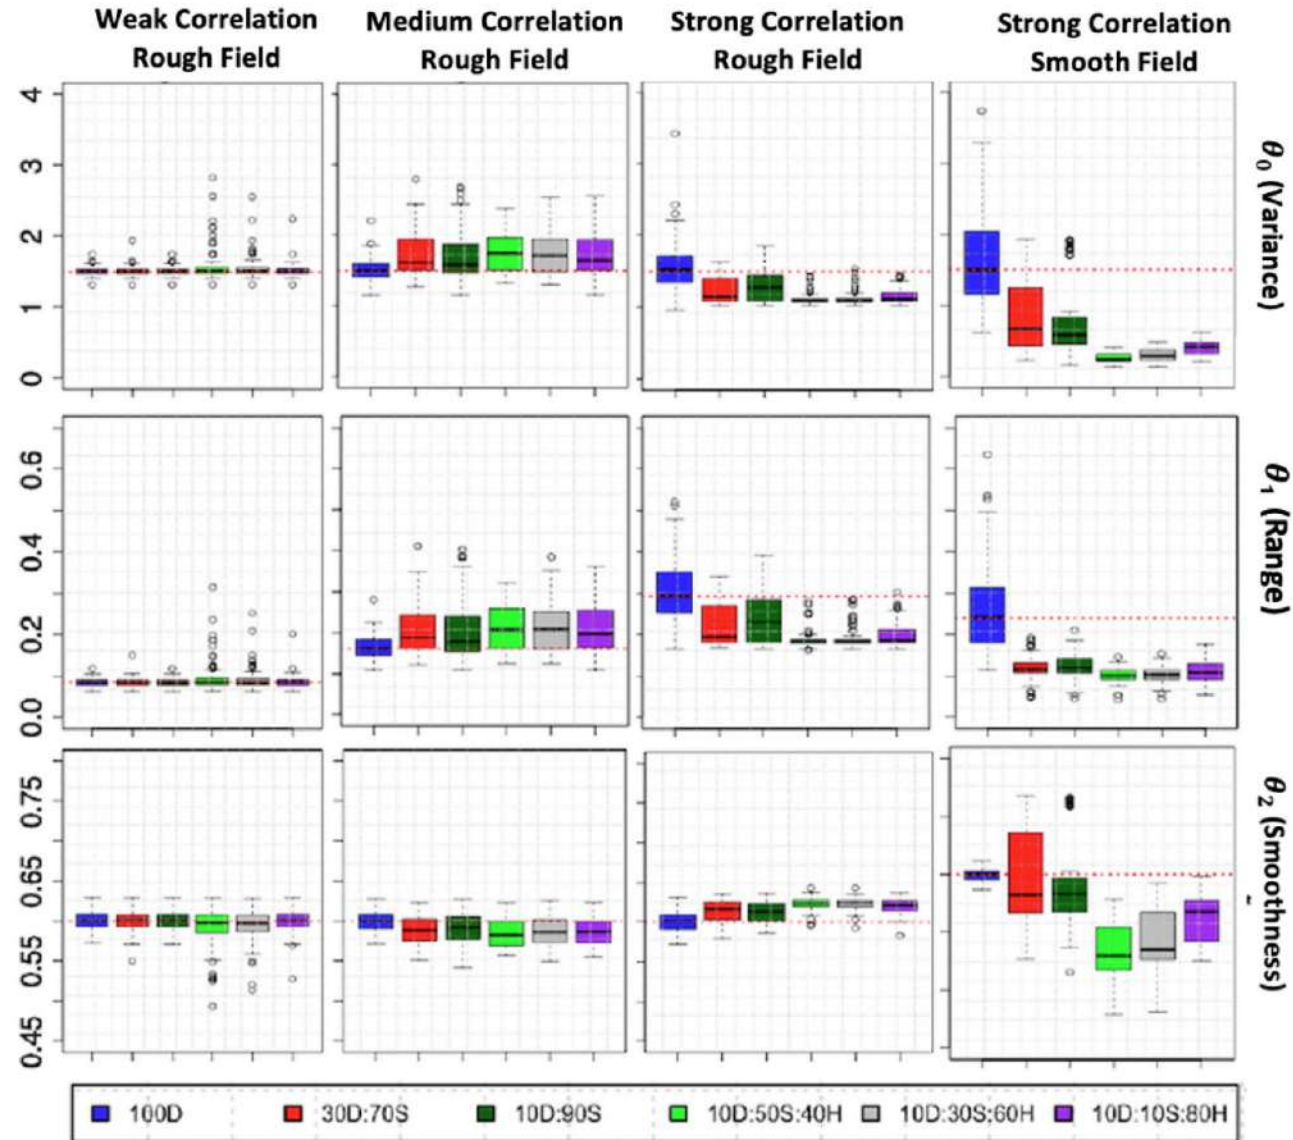 Weak Correlation Medium Correlation Strong Correlation Strong Correlation
Rough Field Rough Field Rough Field Smooth Field
4
3
2
1
0
θ0 (Variance)
0.6
0.4
0.2
0.0
θ1 (Range)
0.75
0.65
0.55
0.45
θ2 (Smoothness)
100D 30D:70S 10D:90S 10D:50S:40H 10D:30S:60H 10D:10S:80H